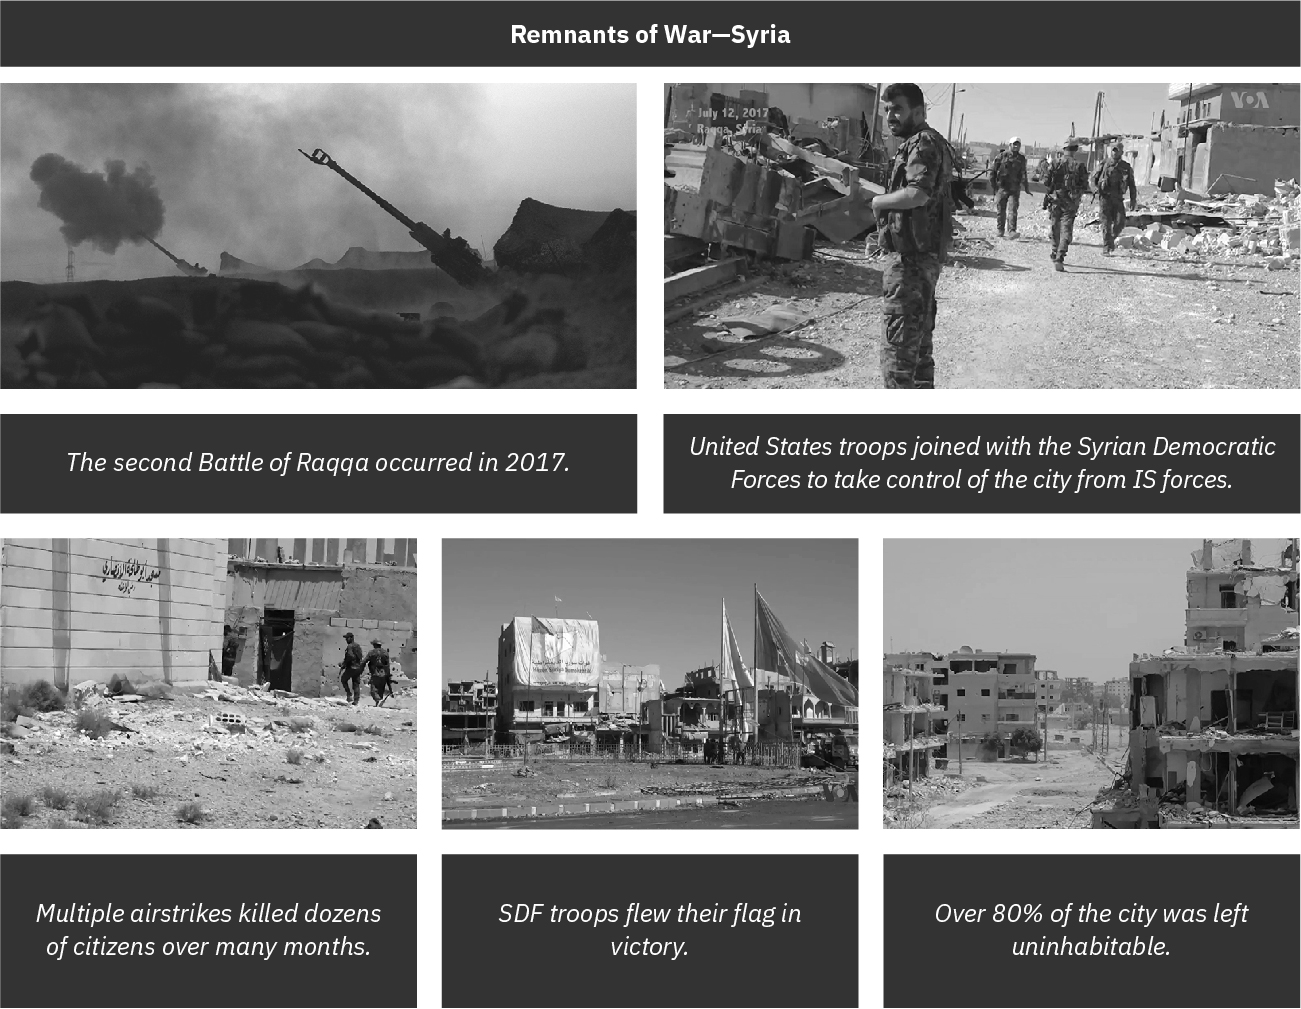 Remnants of War—Syria
July 12, 2017
Raqqa, Syria
VOA
The second Battle of Raqqa occurred in 2017.
United States troops joined with the Syrian Democratic
Forces to take control of the city from IS forces.
VOA
Multiple airstrikes killed dozens
of citizens over many months.
SDF troops flew their flag in
victory.
Over 80% of the city was left
uninhabitable.